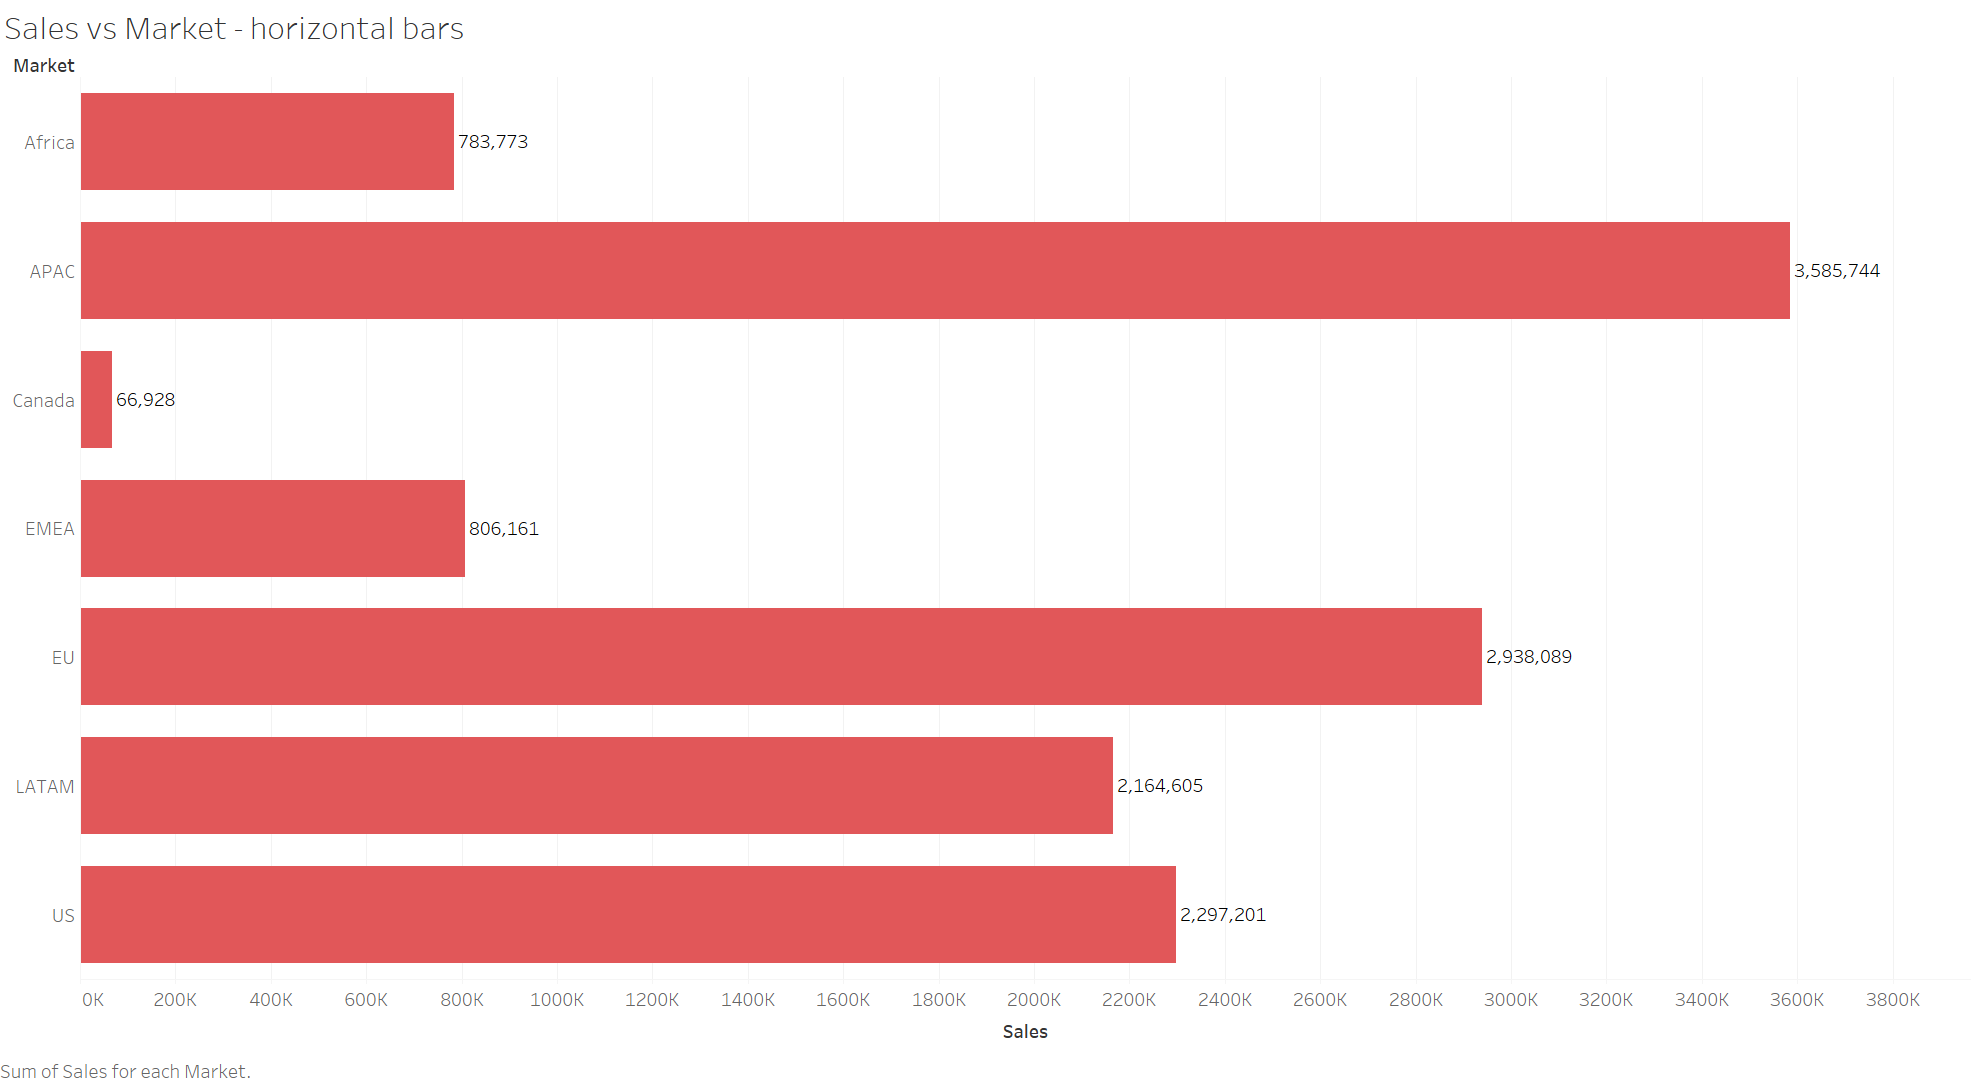 Sales vs Market - horizontal bars
Market
Africa 783,773
APAC 3,585,744
Canada 66,928
EMEA 806,161
EU 2,938,089
LATAM 2,164,605
US 2,297,201
0K 200K 400K 600K 800K 1000K 1200K 1400K 1600K 1800K 2000K 2200K 2400K 2600K 2800K 3000K 3200K 3400K 3600K 3800K
Sales
Sum of Sales for each Market.